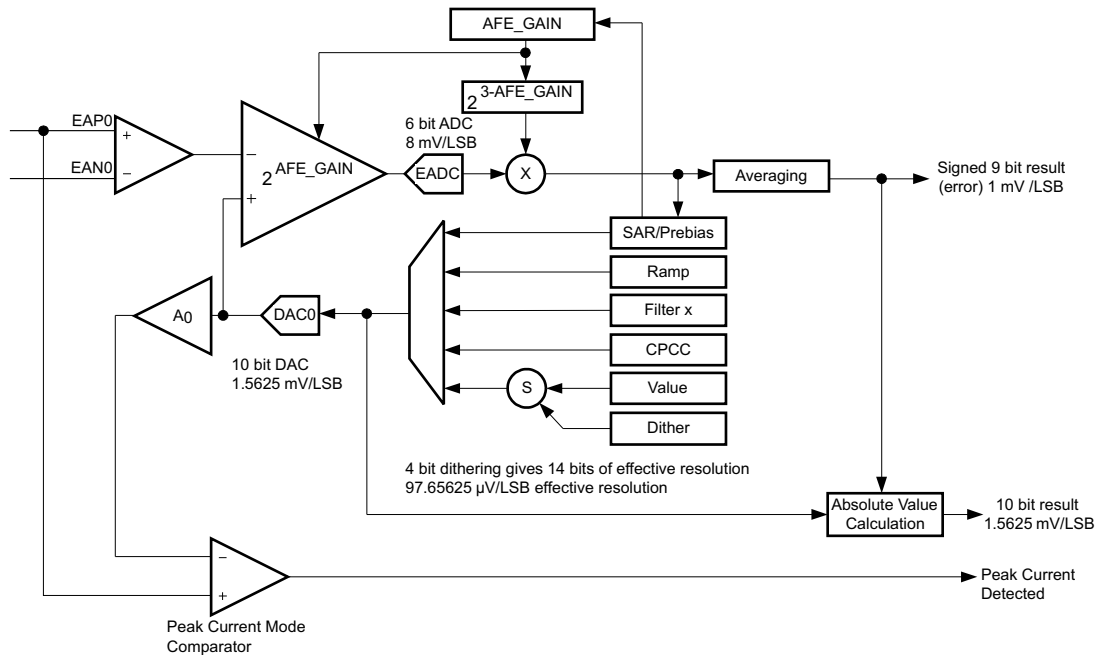 AFE_GAIN
2 3-AFE_GAIN
EAP0
+
EAN0
–
6 bit ADC
8 mV/LSB
–
2 AFE_GAIN
+
EADC
X
Averaging
Signed 9 bit result
(error) 1 mV /LSB
SAR/Prebias
Ramp
Filter x
CPCC
Value
Dither
S
A0
DAC0
10 bit DAC
1.5625 mV/LSB
4 bit dithering gives 14 bits of effective resolution
97.65625 μV/LSB effective resolution
Absolute Value
Calculation
10 bit result
1.5625 mV/LSB
–
+
Peak Current
Detected
Peak Current Mode
Comparator